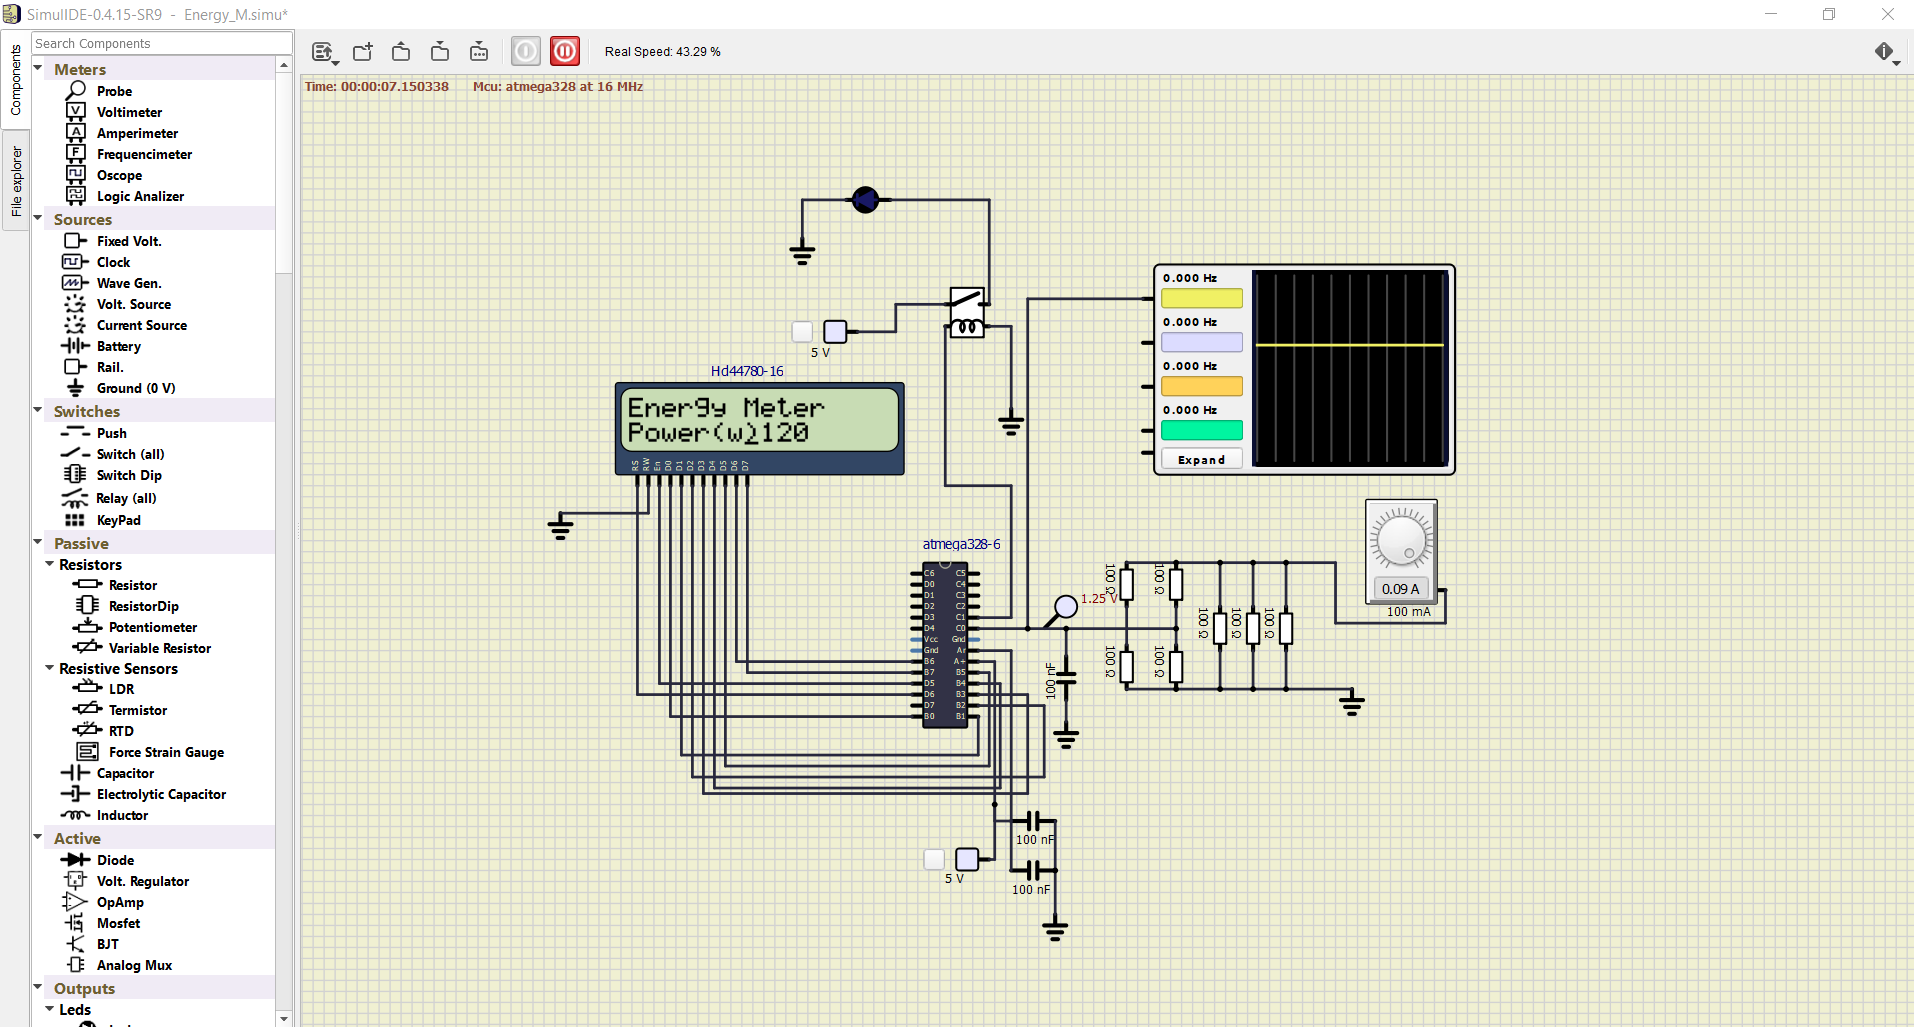 SimulIDE-0.4.15-SR9 - Energy_M.simu*
Components
File explorer
Search Components
Meters
Probe
Voltimeter
Amperimeter
Frequencimeter
Oscope
Logic Analizer
Sources
Fixed Volt.
Clock
Wave Gen.
Volt. Source
Current Source
Battery
Rail.
Ground (0 V)
Switches
Push
Switch (all)
Switch Dip
Relay (all)
KeyPad
Passive
Resistors
Resistor
ResistorDip
Potentiometer
Variable Resistor
Resistive Sensors
LDR
Termistor
RTD
Force Strain Gauge
Capacitor
Electrolytic Capacitor
Inductor
Active
Diode
Volt. Regulator
OpAmp
Mosfet
BJT
Analog Mux
Outputs
Leds
Real Speed: 43.29 %
Time: 00:00:07.150338 Mcu: atmega328 at 16 MHz
5 V
Hd44780-16
Energy Meter
Power(w)120
RS RW En D0 D1 D2 D3 D4 D5 D6 D7
0.000 Hz
0.000 Hz
0.000 Hz
0.000 Hz
Expand
0.09 A
100 mA
atmega328-6
C6 C5
D0 C4
D1 C3
D2 C2
D3 C1
D4 C0
Vcc Gnd
Gnd Ar
B6 A+
B7 B5
D5 B4
D6 B3
D7 B2
B0 B1
1.25 V
100 Ω
100 Ω
100 Ω
100 Ω
100 Ω
100 Ω
100 Ω
100 nF
100 nF
100 nF
5 V